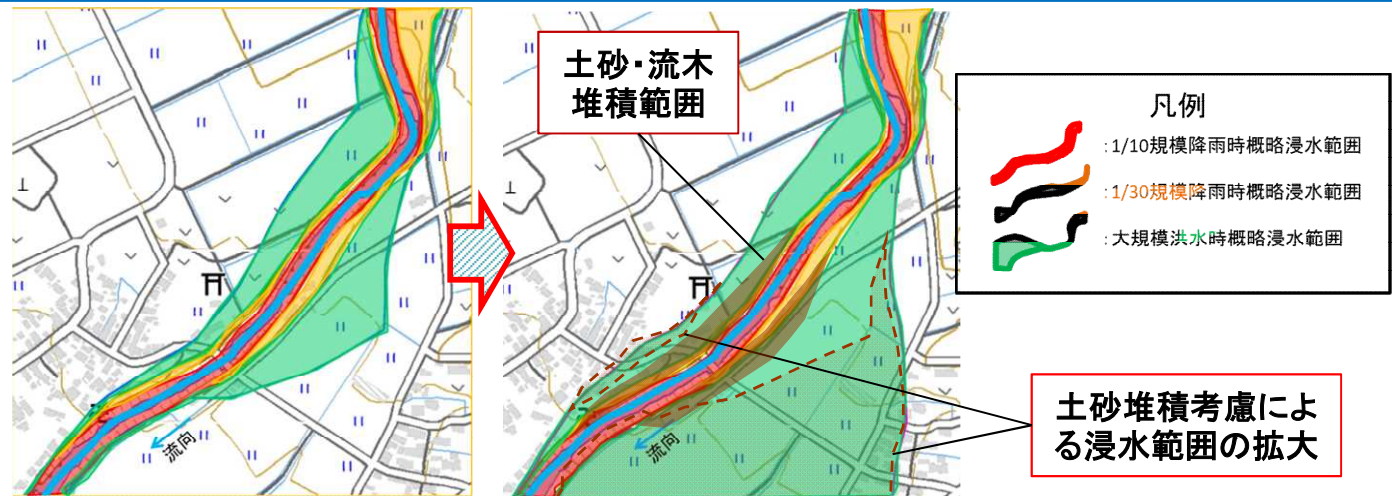 土砂・流木
堆積範囲
凡例
:1/10規模降雨時概略浸水範囲
:1/30規模降雨時概略浸水範囲
:大規模洪水時概略浸水範囲
流向
流向
土砂堆積考慮によ
る浸水範囲の拡大